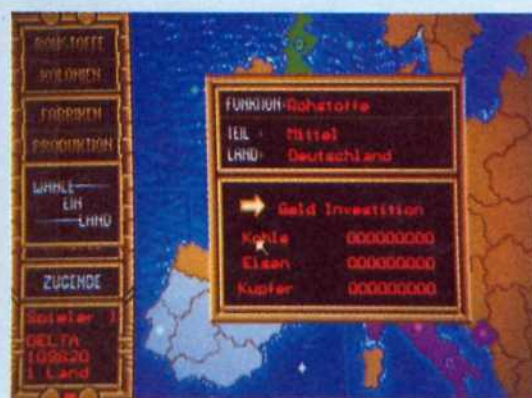 ROHSTOFFE
KOLONIEN
FABRIKEN
PRODUKTION
WÄHLE
EIN
LAND
ZUGENDE
Spieler 1
DELTA
109820
1 Land
FUNKTION: Rohstoffe
TEIL : Mittel
LAND: Deutschland
Geld Investition
Kohle 000000000
Eisen 000000000
Kupfer 000000000